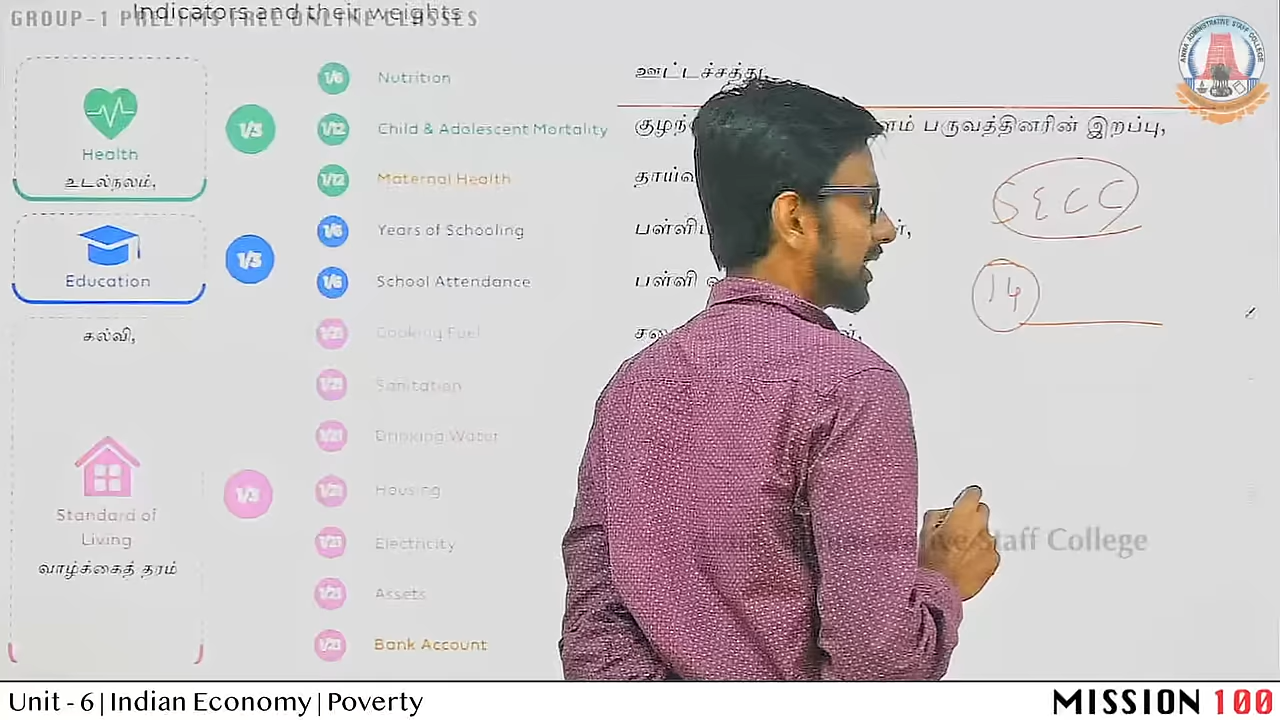 GROUP-1 PRELIMS FREE ONLINE CLASSES
Indicators and their weights
ANNA ADMINISTRATIVE STAFF COLLEGE
1/6 Nutrition ஊட்டச்சத்து,
Health
உடல்நலம்,
1/3
1/12 Child & Adolescent Mortality பருவத்தினரின் இறப்பு,
1/12 Maternal Health
SECC
Education
கல்வி,
1/3
1/6 Years of Schooling
1/6 School Attendance பள்ளி
14
1/21 Cooking Fuel
1/21 Sanitation
1/21 Drinking Water
Standard of
Living
வாழ்க்கைத் தரம்
1/3
1/21 Housing
1/21 Electricity
1/21 Assets
1/21 Bank Account
Staff College
Unit - 6 | Indian Economy | Poverty
MISSION 100